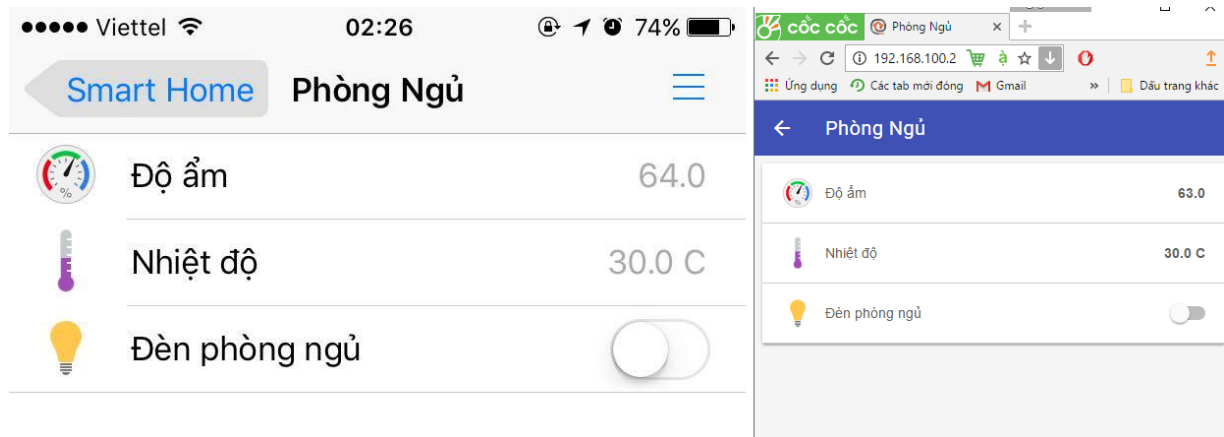 Viettel 02:26 74%
Smart Home Phòng Ngủ
% Độ ẩm 64.0
Nhiệt độ 30.0 C
Đèn phòng ngủ
cốc cốc Phòng Ngủ
192.168.100.2 à
Ứng dụng Các tab mới đóng Gmail » Dấu trang khác
Phòng Ngủ
% Độ ẩm 63.0
Nhiệt độ 30.0 C
Đèn phòng ngủ